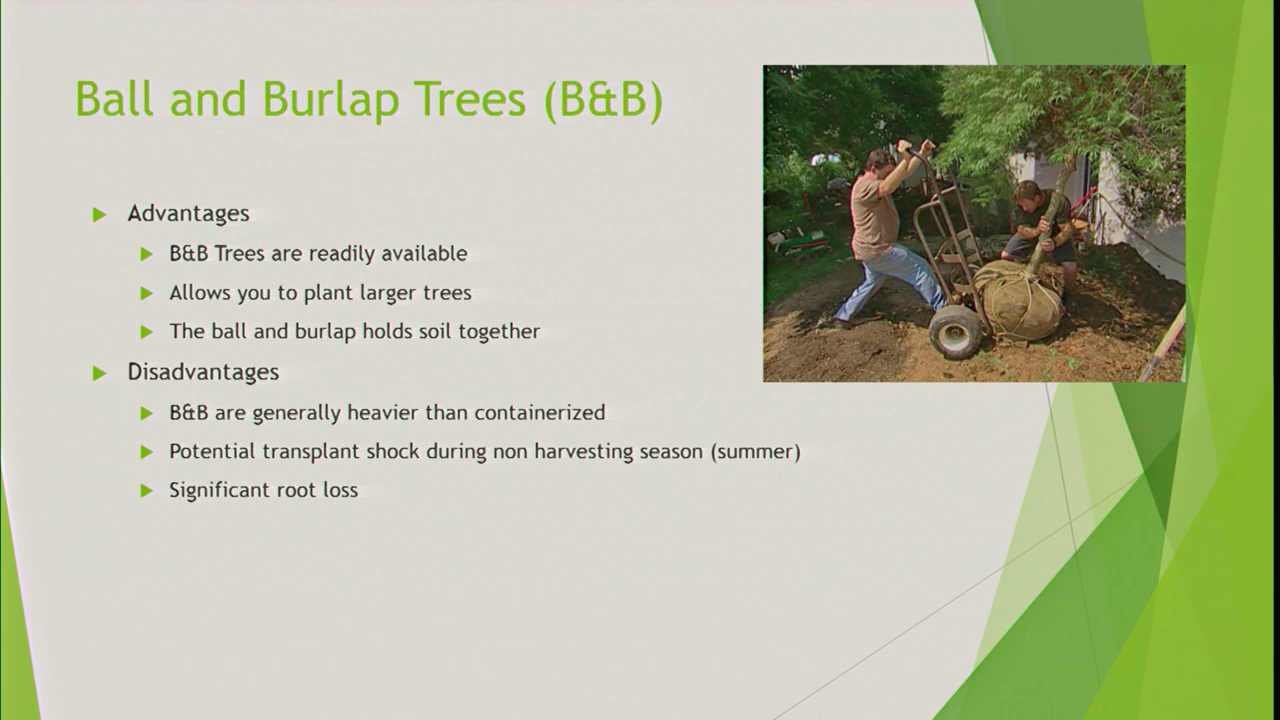 Ball and Burlap Trees (B&B)
Advantages
B&B Trees are readily available
Allows you to plant larger trees
The ball and burlap holds soil together
Disadvantages
B&B are generally heavier than containerized
Potential transplant shock during non harvesting season (summer)
Significant root loss